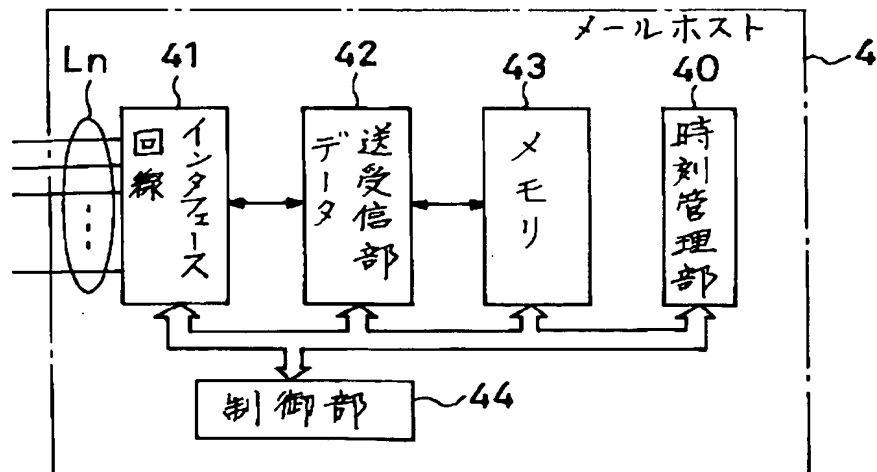 メールホスト
4
Ln
41
42
43
40
回線
インタフェース
データ
送受信部
メモリ
時刻管理部
制御部
44